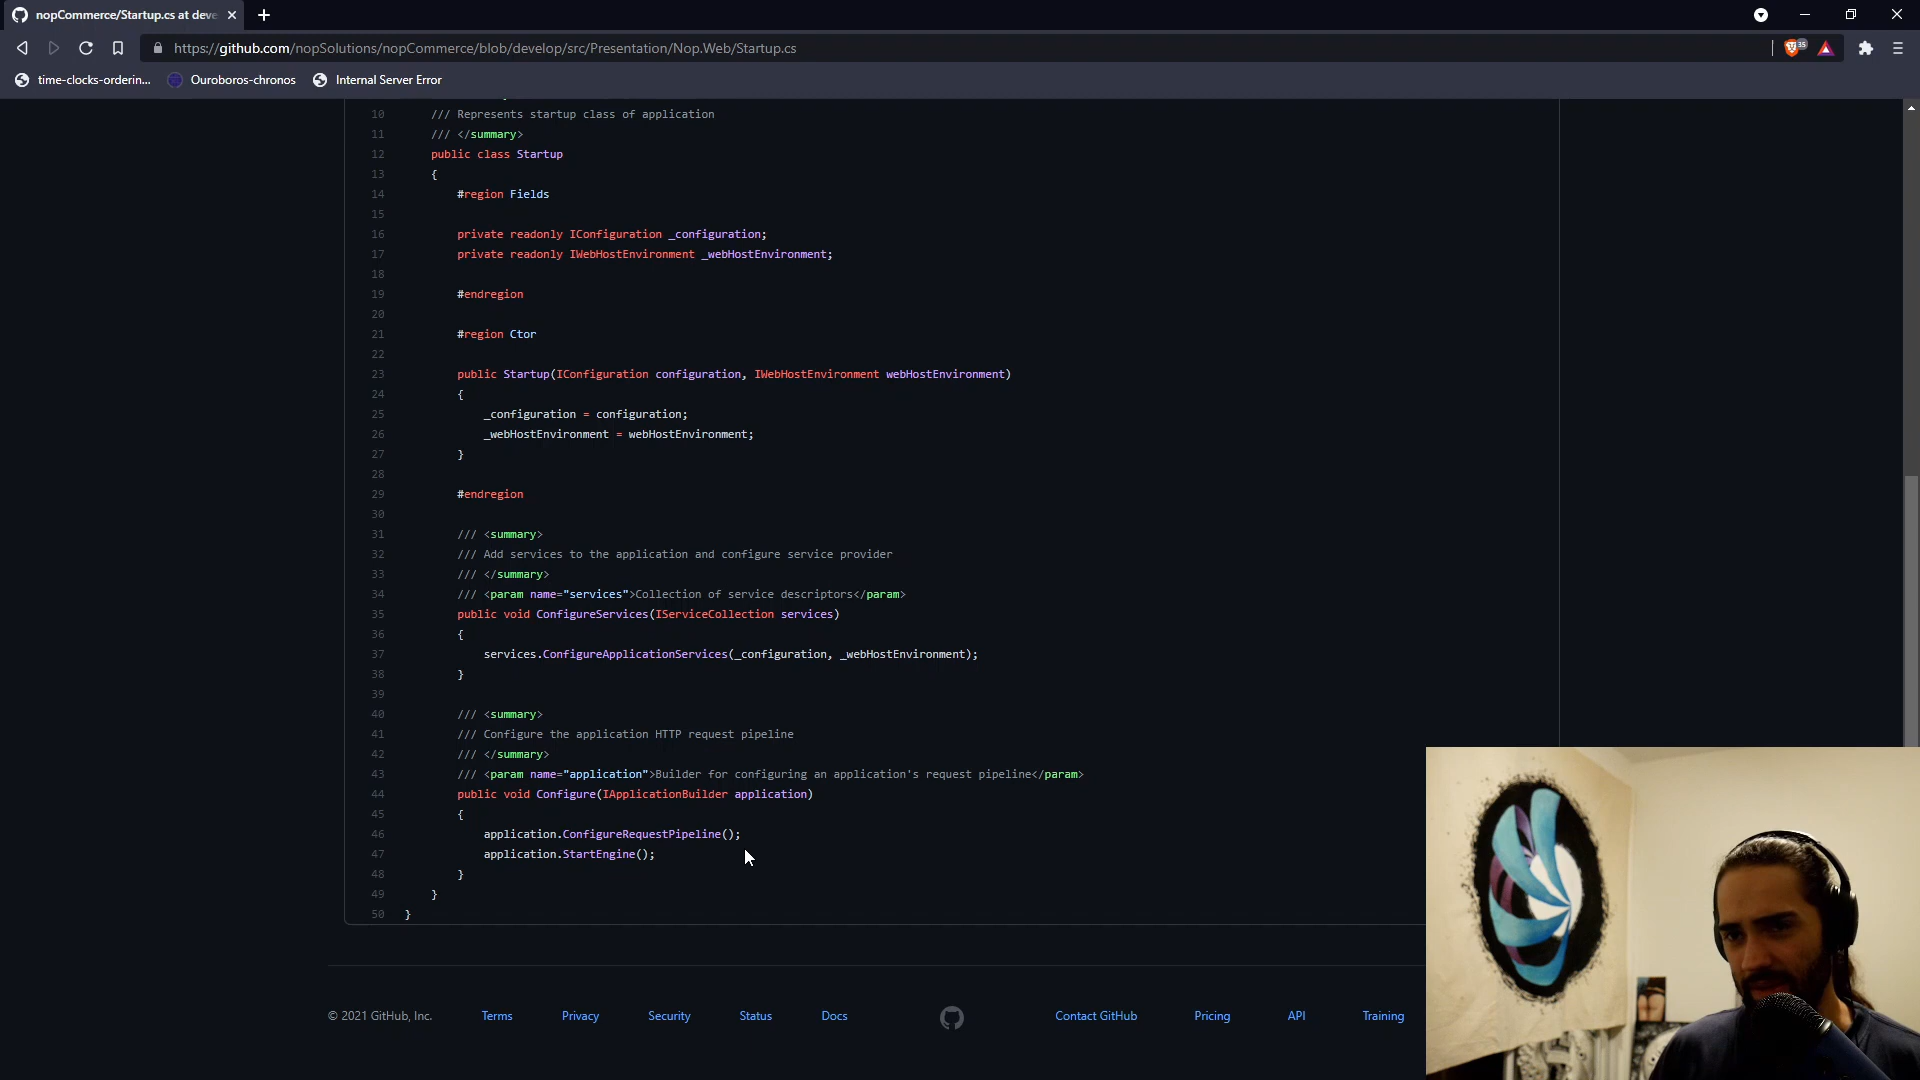 nopCommerce/Startup.cs at deve
https://github.com/nopSolutions/nopCommerce/blob/develop/src/Presentation/Nop.Web/Startup.cs
35
time-clocks-orderin...
Ouroboros-chronos
Internal Server Error
10 /// Represents startup class of application
11 /// </summary>
12 public class Startup
13 {
14 #region Fields
15
16 private readonly IConfiguration _configuration;
17 private readonly IWebHostEnvironment _webHostEnvironment;
18
19 #endregion
20
21 #region Ctor
22
23 public Startup(IConfiguration configuration, IWebHostEnvironment webHostEnvironment)
24 {
25 _configuration = configuration;
26 _webHostEnvironment = webHostEnvironment;
27 }
28
29 #endregion
30
31 /// <summary>
32 /// Add services to the application and configure service provider
33 /// </summary>
34 /// <param name="services">Collection of service descriptors</param>
35 public void ConfigureServices(IServiceCollection services)
36 {
37 services.ConfigureApplicationServices(_configuration, _webHostEnvironment);
38 }
39
40 /// <summary>
41 /// Configure the application HTTP request pipeline
42 /// </summary>
43 /// <param name="application">Builder for configuring an application's request pipeline</param>
44 public void Configure(IApplicationBuilder application)
45 {
46 application.ConfigureRequestPipeline();
47 application.StartEngine();
48 }
49 }
50 }
© 2021 GitHub, Inc.
Terms
Privacy
Security
Status
Docs
Contact GitHub
Pricing
API
Training